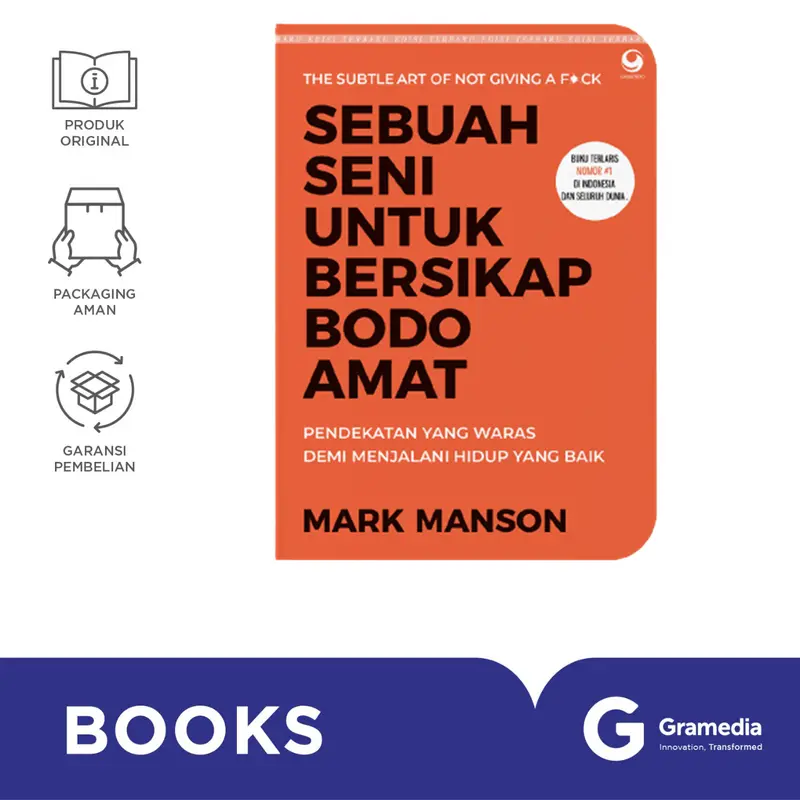 PRODUK
ORIGINAL
PACKAGING
AMAN
GARANSI
PEMBELIAN
THE SUBTLE ART OF NOT GIVING A F*CK
SEBUAH
SENI
UNTUK
BERSIKAP
BODO
AMAT
BUKU TERLARIS
NOMOR #1
DI INDONESIA
DAN SELURUH DUNIA.
PENDEKATAN YANG WARAS
DEMI MENJALANI HIDUP YANG BAIK
MARK MANSON
BOOKS
Gramedia
Innovation, Transformed